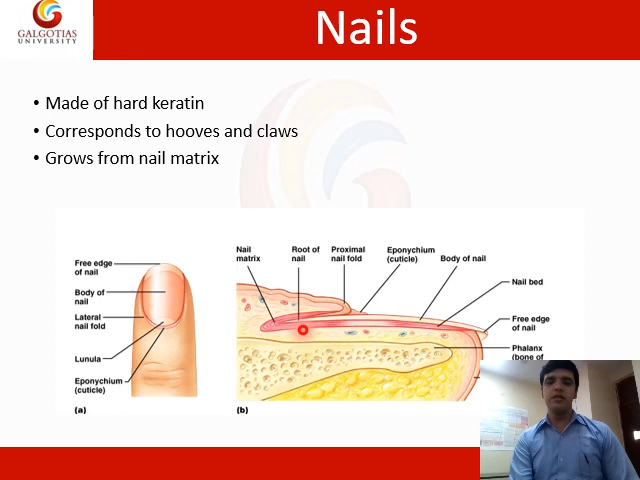 GALGOTIAS
UNIVERSITY
Nails
• Made of hard keratin
• Corresponds to hooves and claws
• Grows from nail matrix
Free edge
of nail
Body of
nail
Lateral
nail fold
Lunula
Eponychium
(cuticle)
(a)
Nail
matrix
Root of
nail
Proximal
nail fold
Eponychium
(cuticle)
Body of nail
Nail bed
Free edge
of nail
Phalanx
(bone of
(b)